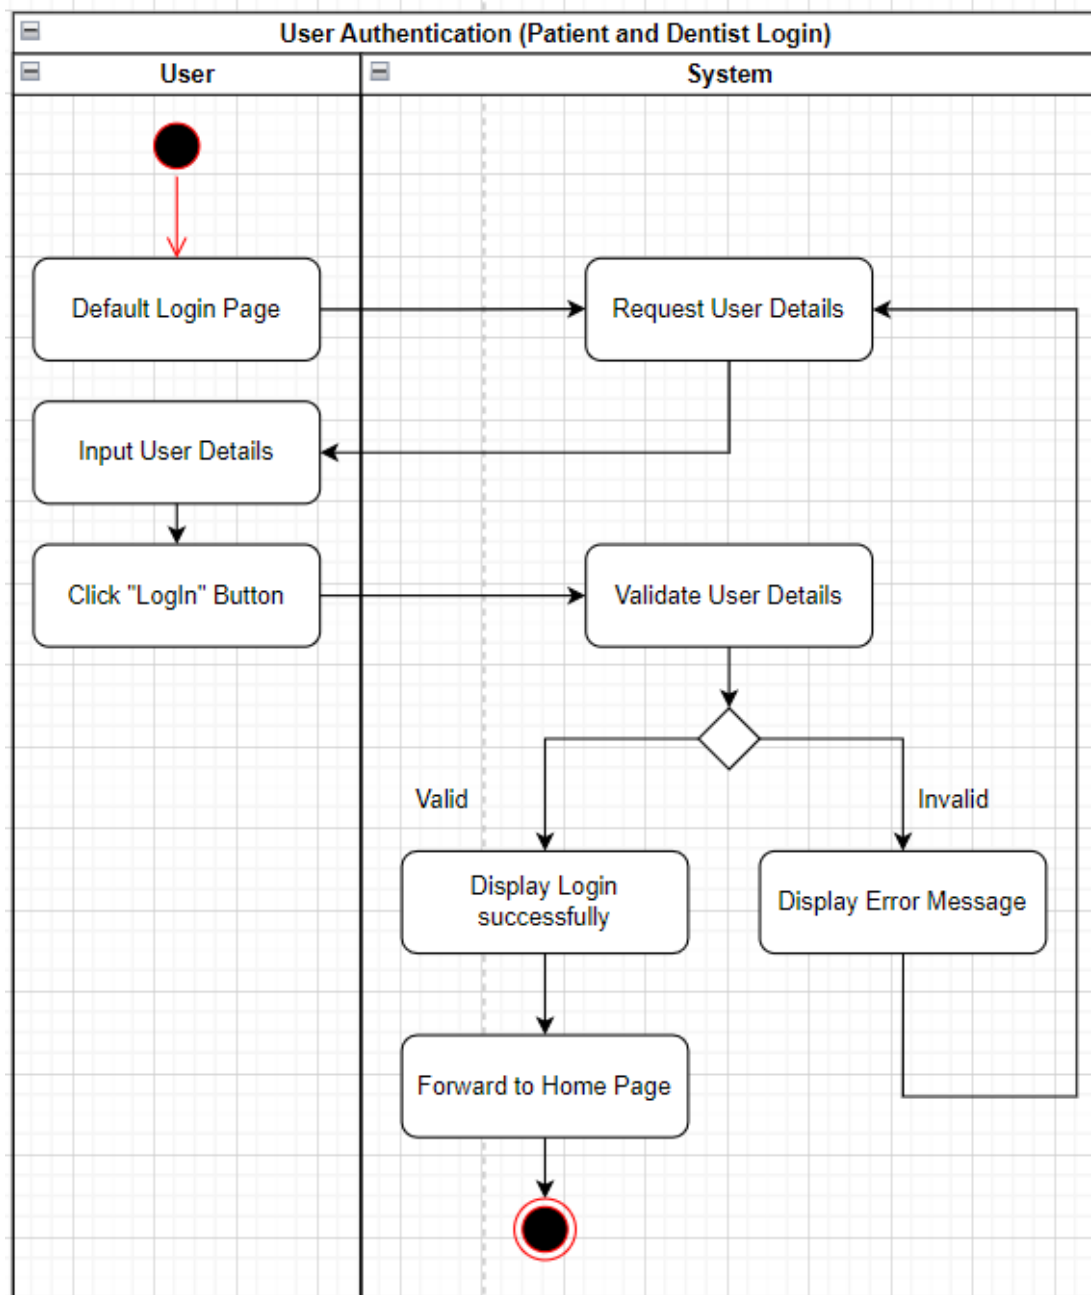 User Authentication (Patient and Dentist Login)
User
System
Default Login Page
Request User Details
Input User Details
Click "LogIn" Button
Validate User Details
Valid
Invalid
Display Login
successfully
Display Error Message
Forward to Home Page